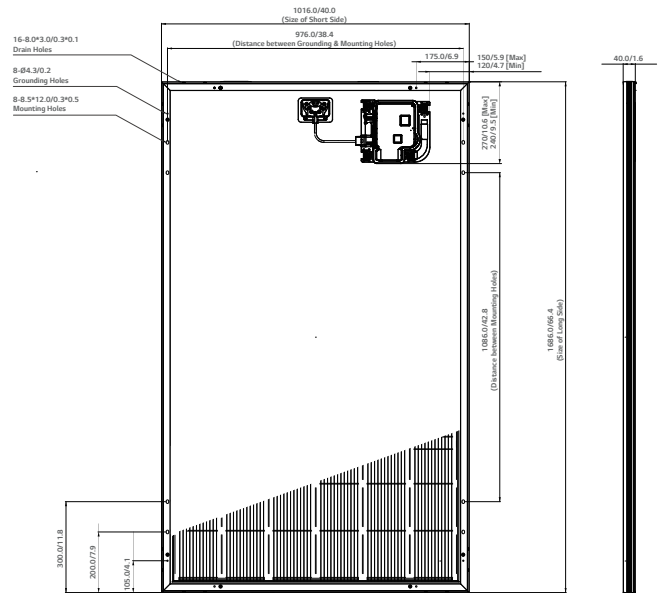 1016.0/40.0
(Size of Short Side)
16-8.0*3.0/0.3*0.1
Drain Holes
976.0/38.4
(Distance between Grounding & Mounting Holes)
175.0/6.9
150/5.9 [Max]
120/4.7 [Min]
40.0/1.6
8-Ø4.3/0.2
Grounding Holes
8-8.5*12.0/0.3*0.5
Mounting Holes
270/10.6 [Max]
240/9.5 [Min]
1086.0/42.8
(Distance between Mounting Holes)
1686.0/66.4
(Size of Long Side)
300.0/11.8
200.0/7.9
105.0/4.1